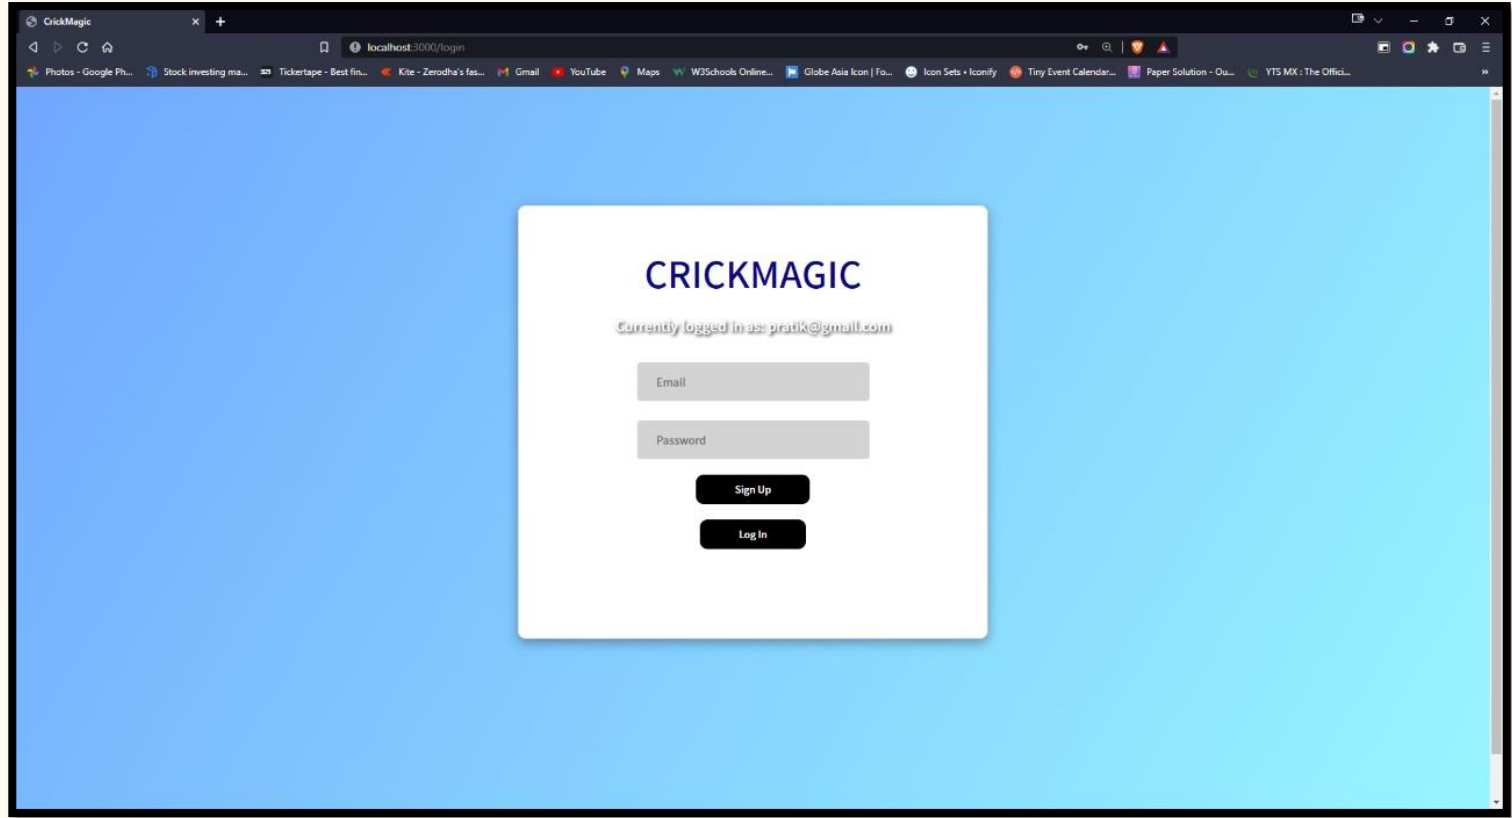 CrickMagic
localhost:3000/login
Photos - Google Ph... Stock investing ma... Tickertape - Best fin... Kite - Zerodha's fas... Gmail YouTube Maps W3Schools Online... Globe Asia Icon | Fo... Icon Sets • Iconify Tiny Event Calendar... Paper Solution - Ou... YTS MX : The Offici...
CRICKMAGIC
Currently logged in as: pratik@gmail.com
Email
Password
Sign Up
Log In